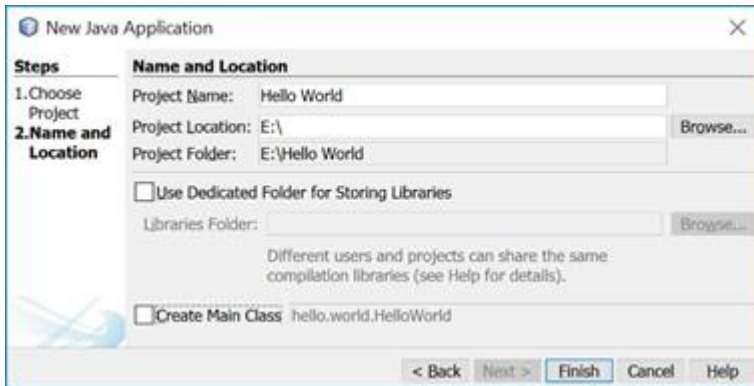 New Java Application
Steps
1.Choose
Project
2.Name and
Location
Name and Location
Project Name: Hello World
Project Location: E:\ Browse...
Project Folder: E:\Hello World
Use Dedicated Folder for Storing Libraries
Libraries Folder: Browse...
Different users and projects can share the same
compilation libraries (see Help for details).
Create Main Class hello.world.HelloWorld
< Back Next > Finish Cancel Help